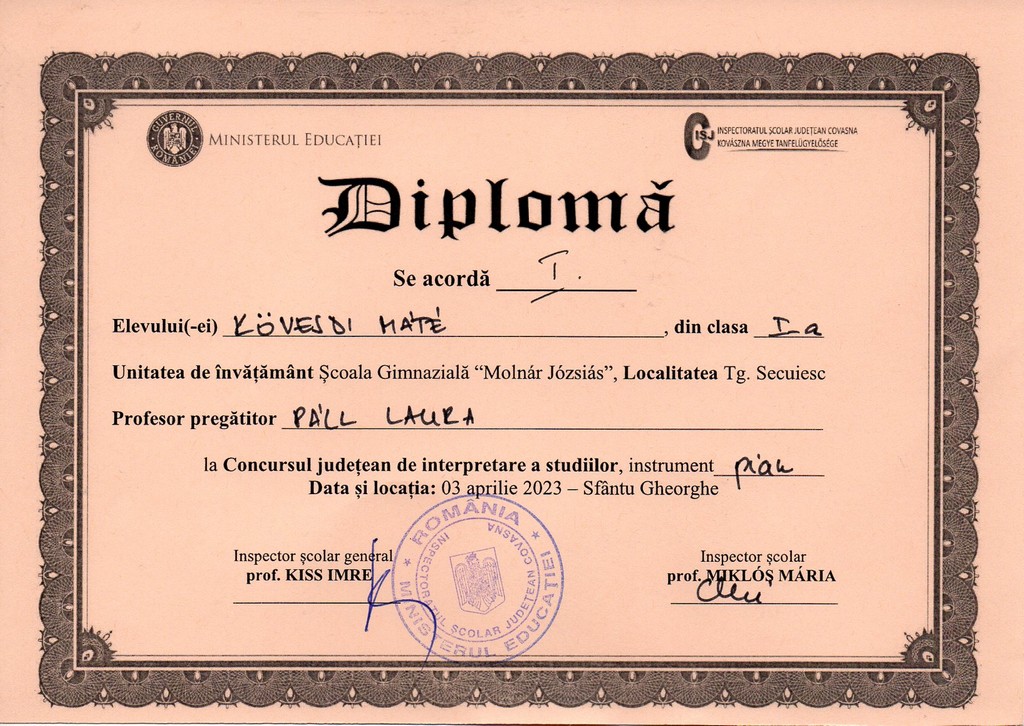 GUVERNUL ROMÂNIEI
MINISTERUL EDUCAȚIEI
CISJ
INSPECTORATUL ȘCOLAR JUDEȚEAN COVASNA
KOVÁSZNA MEGYE TANFELÜGYELŐSÉGE
Diplomă
Se acordă I.
Elevului(-ei) KÖVESDI MÁTÉ, din clasa I-a
Unitatea de învățământ Școala Gimnazială “Molnár Józsiás”, Localitatea Tg. Secuiesc
Profesor pregătitor PÁLL LAURA
la Concursul județean de interpretare a studiilor, instrument pian
Data și locația: 03 aprilie 2023 – Sfântu Gheorghe
Inspector școlar general
prof. KISS IMRE
ROMÂNIA
MINISTERUL EDUCAȚIEI
INSPECTORATUL ȘCOLAR JUDEȚEAN COVASNA
Inspector școlar
prof. MIKLÓS MÁRIA